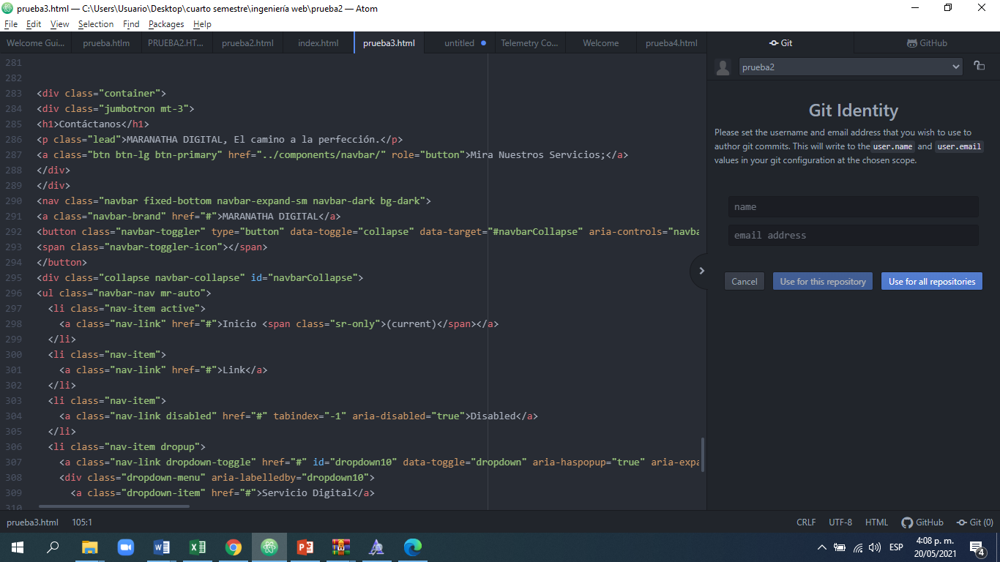 prueba3.html — C:\Users\Usuario\Desktop\cuarto semestre\ingeniería web\prueba2 — Atom
File Edit View Selection Find Packages Help
Welcome Gui... prueba.htlm PRUEBA2.HT... prueba2.html index.html prueba3.html untitled Telemetry Co... Welcome prueba4.html
281
282
283 <div class="container">
284 <div class="jumbotron mt-3">
285 <h1>Contáctanos</h1>
286 <p class="lead">MARANATHA DIGITAL, El camino a la perfección.</p>
287 <a class="btn btn-lg btn-primary" href="../components/navbar/" role="button">Mira Nuestros Servicios;</a>
288 </div>
289 </div>
290 <nav class="navbar fixed-bottom navbar-expand-sm navbar-dark bg-dark">
291 <a class="navbar-brand" href="#">MARANATHA DIGITAL</a>
292 <button class="navbar-toggler" type="button" data-toggle="collapse" data-target="#navbarCollapse" aria-controls="navba
293 <span class="navbar-toggler-icon"></span>
294 </button>
295 <div class="collapse navbar-collapse" id="navbarCollapse">
296 <ul class="navbar-nav mr-auto">
297 <li class="nav-item active">
298 <a class="nav-link" href="#">Inicio <span class="sr-only">(current)</span></a>
299 </li>
300 <li class="nav-item">
301 <a class="nav-link" href="#">Link</a>
302 </li>
303 <li class="nav-item">
304 <a class="nav-link disabled" href="#" tabindex="-1" aria-disabled="true">Disabled</a>
305 </li>
306 <li class="nav-item dropup">
307 <a class="nav-link dropdown-toggle" href="#" id="dropdown10" data-toggle="dropdown" aria-haspopup="true" aria-expa
308 <div class="dropdown-menu" aria-labelledby="dropdown10">
309 <a class="dropdown-item" href="#">Servicio Digital</a>
310
Git GitHub
prueba2
Git Identity
Please set the username and email address that you wish to use to
author git commits. This will write to the user.name and user.email
values in your git configuration at the chosen scope.
name
email address
Cancel Use for this repository Use for all repositories
prueba3.html 105:1 CRLF UTF-8 HTML GitHub Git (0)
ESP 4:08 p. m.
20/05/2021 4